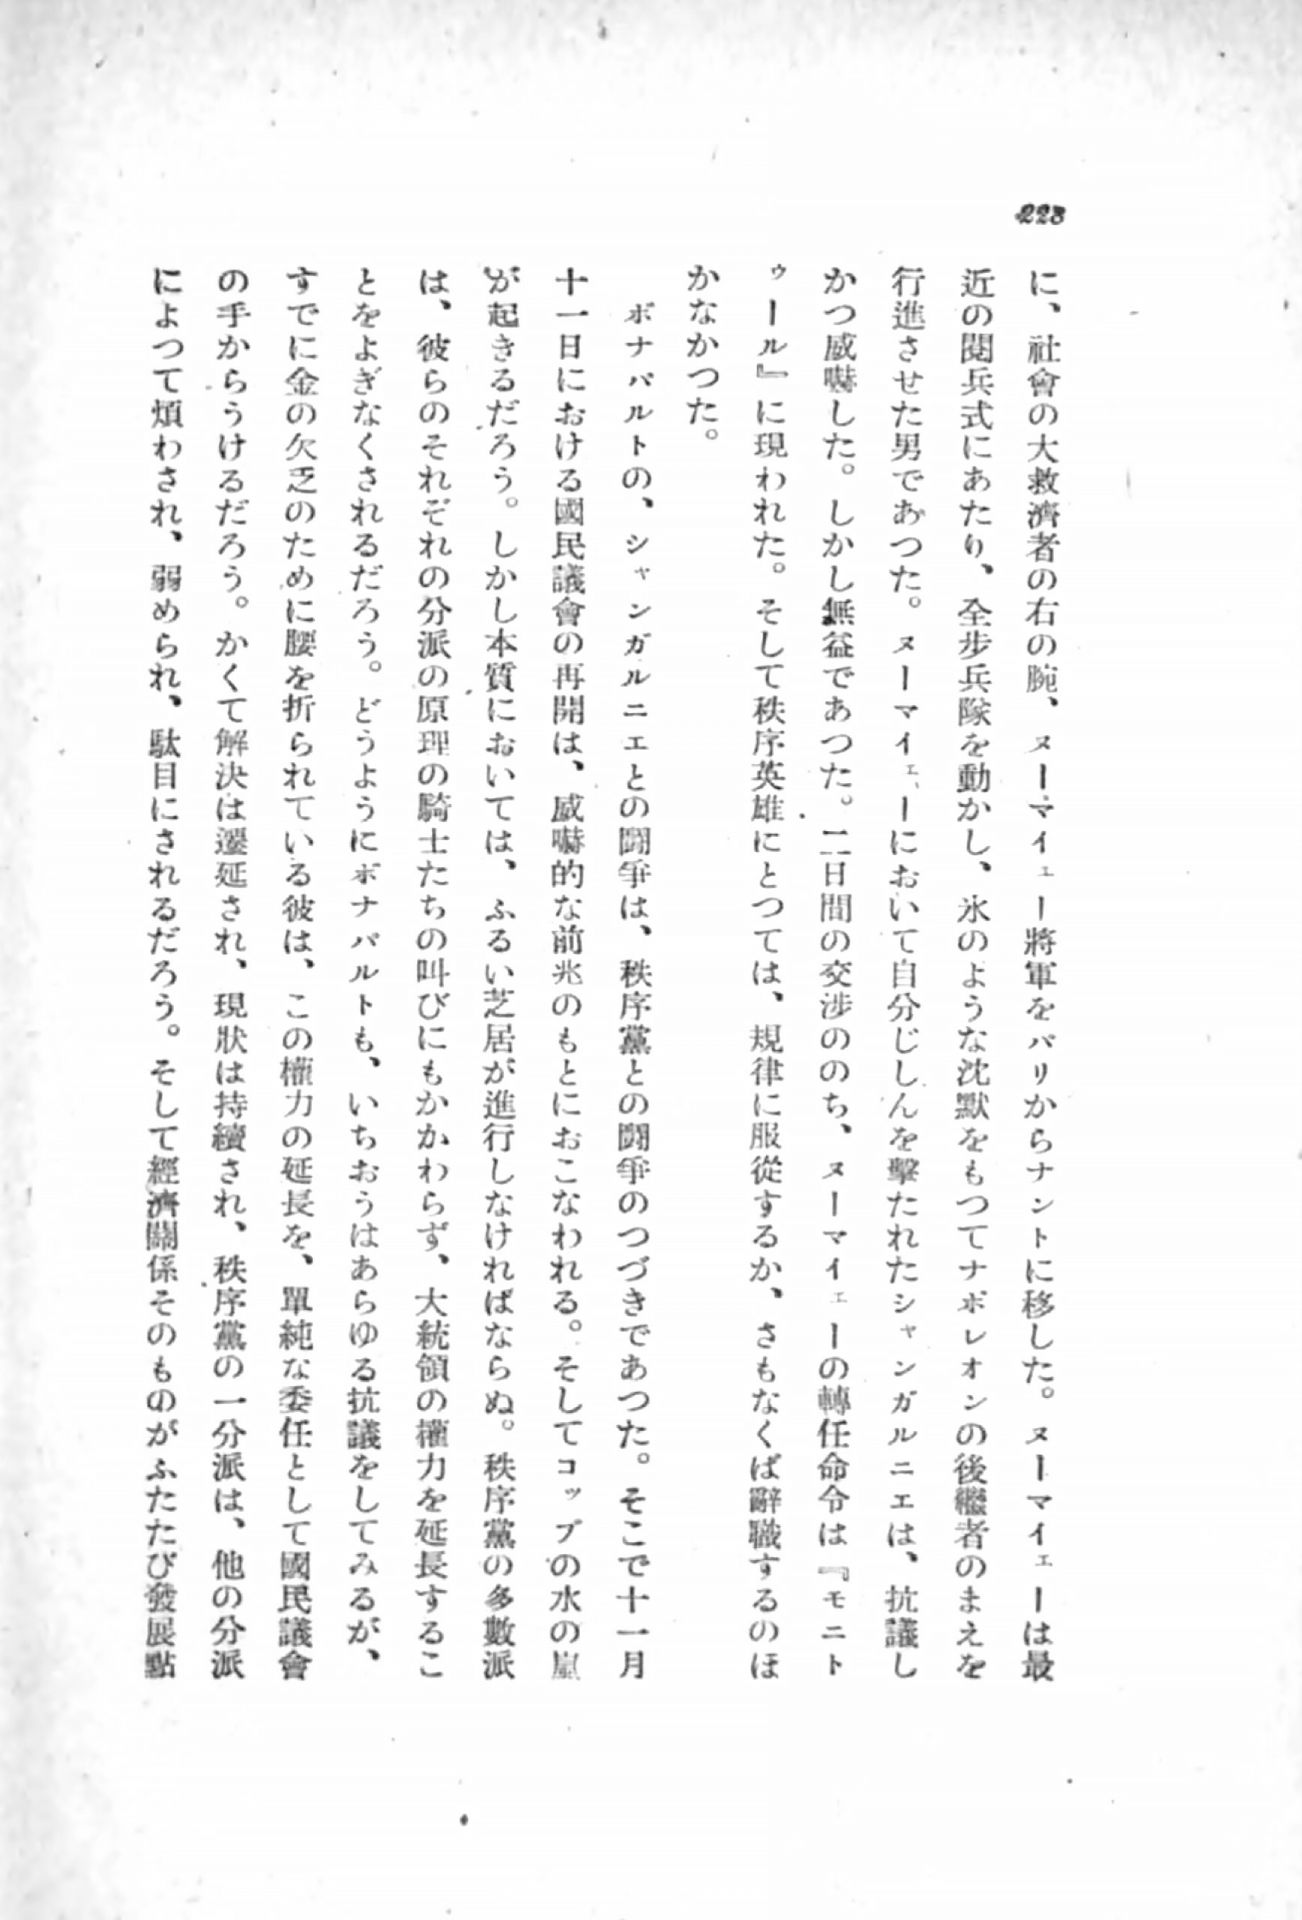 223
に、社會の大救濟者の右の腕、ヌーマイェー將軍をパリからナントに移した。ヌーマイェーは最
近の閲兵式にあたり、全步兵隊を動かし、氷のような沈默をもつてナポレオンの後繼者のまえを
行進させた男であつた。ヌーマイェーにおいて自分じしんを擊たれたシャンガルニエは、抗議し
かつ威嚇した。しかし無益であつた。二日間の交渉ののち、ヌーマイェーの轉任命令は『モニト
ゥール』に現われた。そして秩序英雄にとつては、規律に服從するか、さもなくば辭職するのほ
かなかつた。
ボナパルトの、シャンガルニエとの鬪爭は、秩序黨との鬪爭のつづきであつた。そこで十一月
十一日における國民議會の再開は、威嚇的な前兆のもとにおこなわれる。そしてコップの水の嵐
が起きるだろう。しかし本質においては、ふるい芝居が進行しなければならぬ。秩序黨の多數派
は、彼らのそれぞれの分派の原理の騎士たちの叫びにもかかわらず、大統領の權力を延長するこ
とをよぎなくされるだろう。どうようにボナパルトも、いちおうはあらゆる抗議をしてみるが、
すでに金の欠乏のために腰を折られている彼は、この權力の延長を、單純な委任として國民議會
の手からうけるだろう。かくて解決は遷延され、現狀は持續され、秩序黨の一分派は、他の分派
によつて煩わされ、弱められ、駄目にされるだろう。そして經濟關係そのものがふたたび發展點